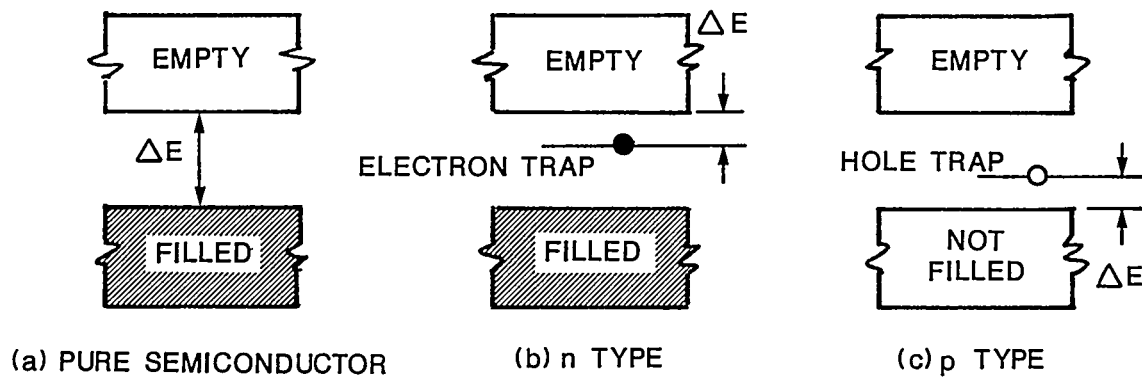 EMPTY
ΔE
FILLED
(a) PURE SEMICONDUCTOR
ΔE
EMPTY
ELECTRON TRAP
FILLED
(b) n TYPE
EMPTY
HOLE TRAP
NOT
FILLED
ΔE
(c) p TYPE